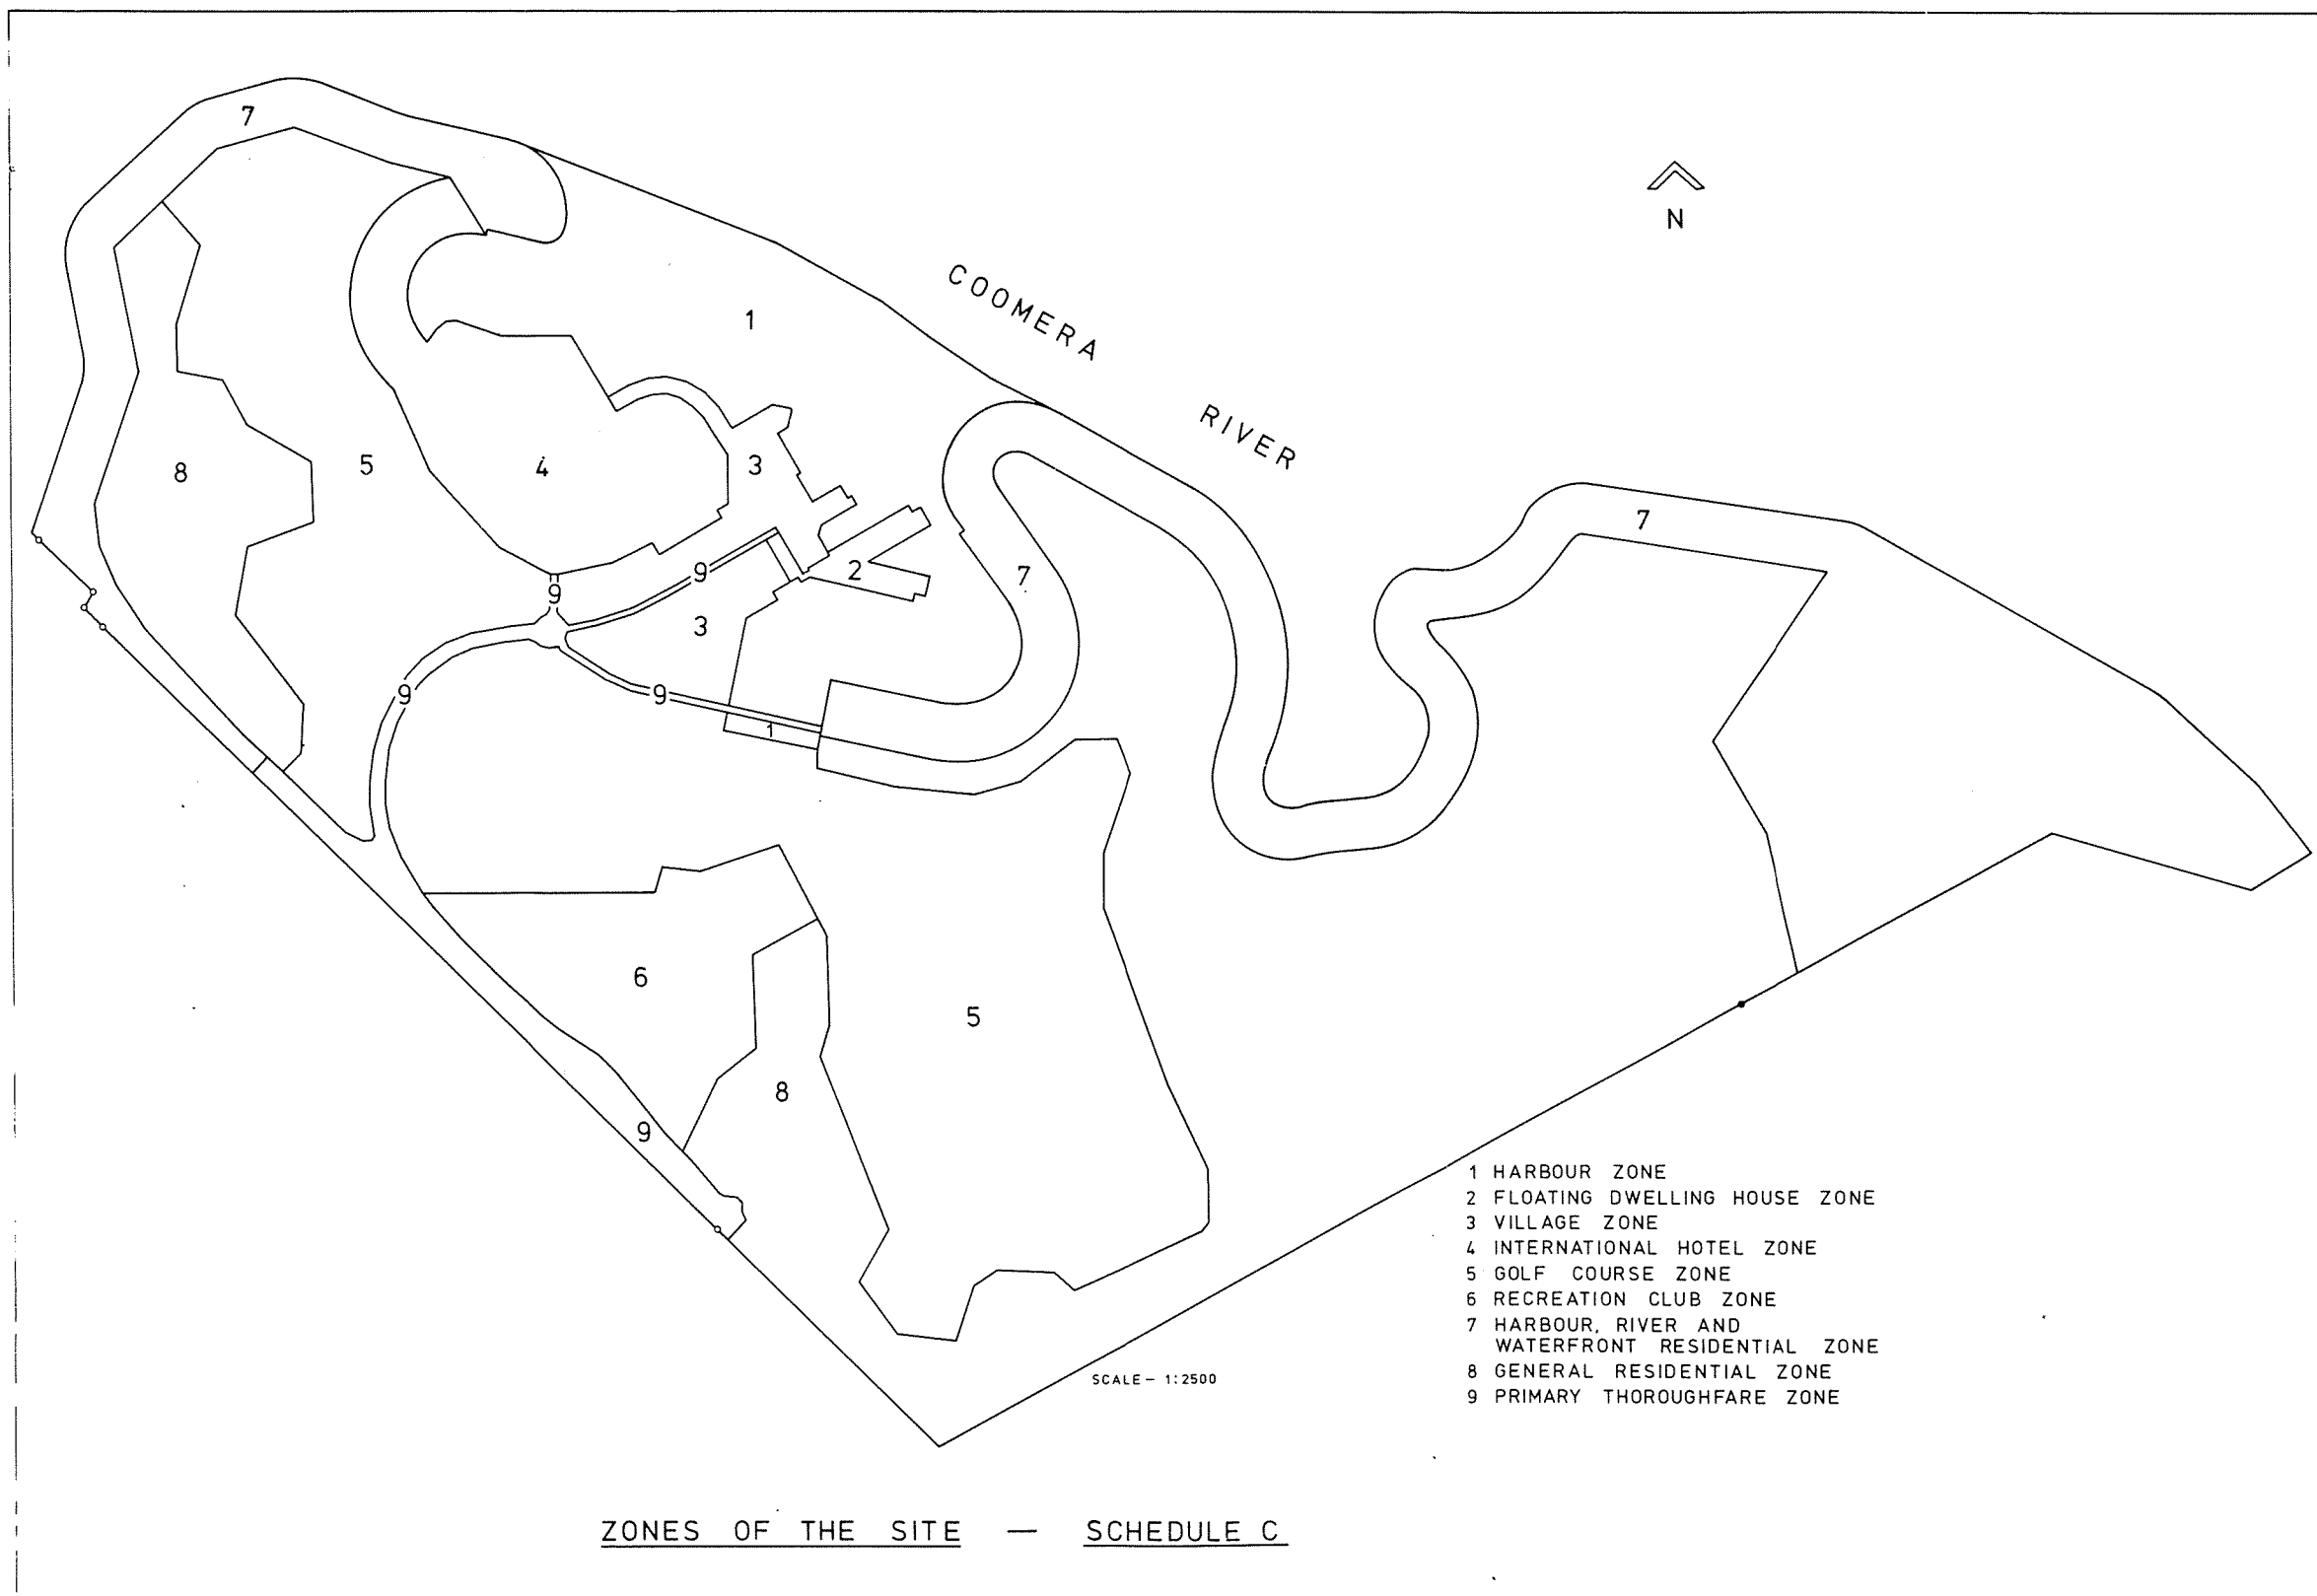 7
N
COOMERA
1
RIVER
8
5
4
3
7
9
2
7
9
3
9
9
1
6
5
8
9
1 HARBOUR ZONE
2 FLOATING DWELLING HOUSE ZONE
3 VILLAGE ZONE
4 INTERNATIONAL HOTEL ZONE
5 GOLF COURSE ZONE
6 RECREATION CLUB ZONE
7 HARBOUR, RIVER AND
WATERFRONT RESIDENTIAL ZONE
8 GENERAL RESIDENTIAL ZONE
9 PRIMARY THOROUGHFARE ZONE
SCALE - 1:2500
ZONES OF THE SITE — SCHEDULE C